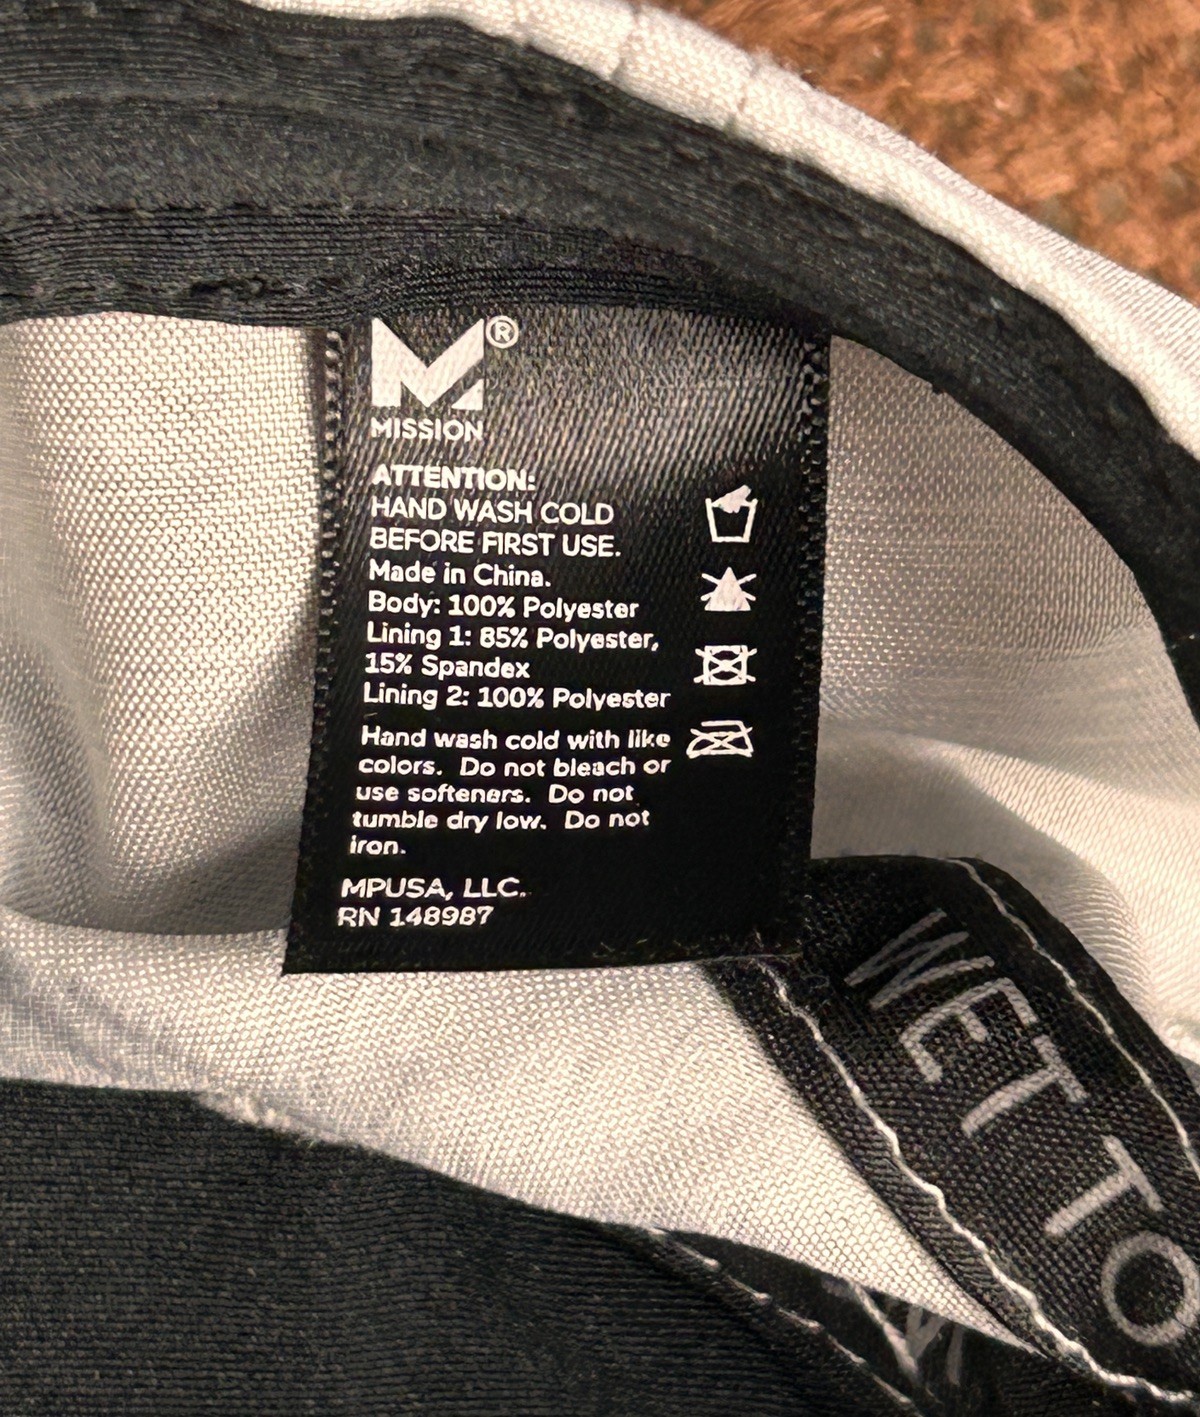 M®
MISSION
ATTENTION:
HAND WASH COLD
BEFORE FIRST USE.
Made in China.
Body: 100% Polyester
Lining 1: 85% Polyester,
15% Spandex
Lining 2: 100% Polyester
Hand wash cold with like
colors. Do not bleach or
use softeners. Do not
tumble dry low. Do not
iron.
MPUSA, LLC.
RN 148987
WET TO